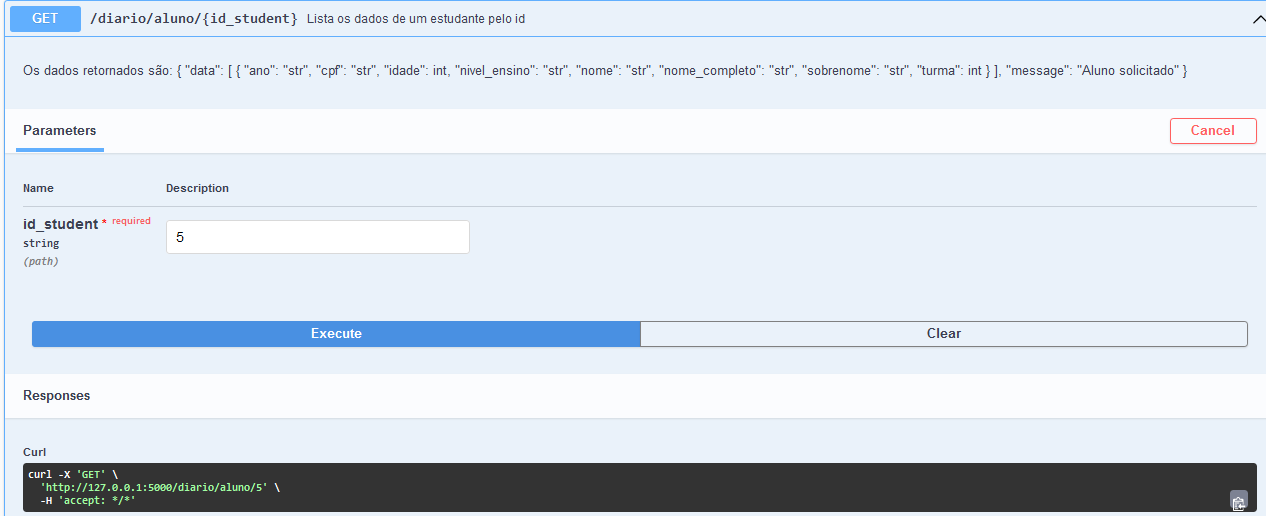 GET /diario/aluno/{id_student} Lista os dados de um estudante pelo id
Os dados retornados são: { "data": [ { "ano": "str", "cpf": "str", "idade": int, "nivel_ensino": "str", "nome": "str", "nome_completo": "str", "sobrenome": "str", "turma": int } ], "message": "Aluno solicitado" }
Parameters
Cancel
Name Description
id_student * required
string
(path)
5
Execute
Clear
Responses
Curl
curl -X 'GET' \
'http://127.0.0.1:5000/diario/aluno/5' \
-H 'accept: */*'